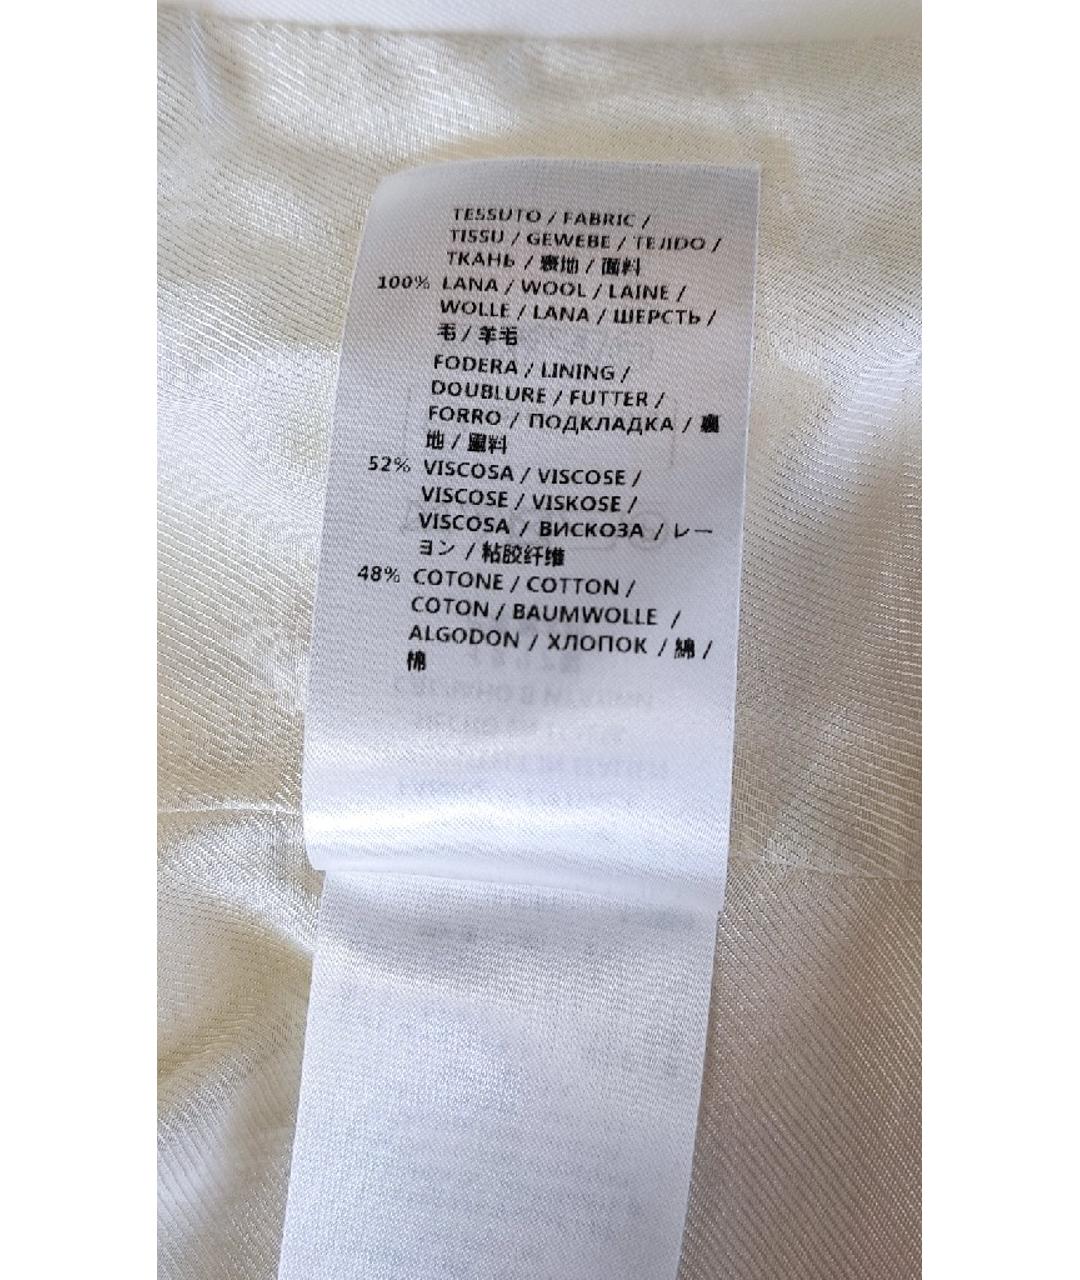 TESSUTO / FABRIC /
TISSU / GEWEBE / TEJIDO /
ТКАНЬ / 裏地 / 面料
100% LANA / WOOL / LAINE /
WOLLE / LANA / ШЕРСТЬ /
毛 / 羊毛
FODERA / LINING /
DOUBLURE / FUTTER /
FORRO / ПОДКЛАДКА / 裏
地 / 里料
52% VISCOSA / VISCOSE /
VISCOSE / VISKOSE /
VISCOSA / ВИСКОЗА / レー
ヨン / 粘胶纤维
48% COTONE / COTTON /
COTON / BAUMWOLLE /
ALGODON / ХЛОПОК / 綿 /
棉